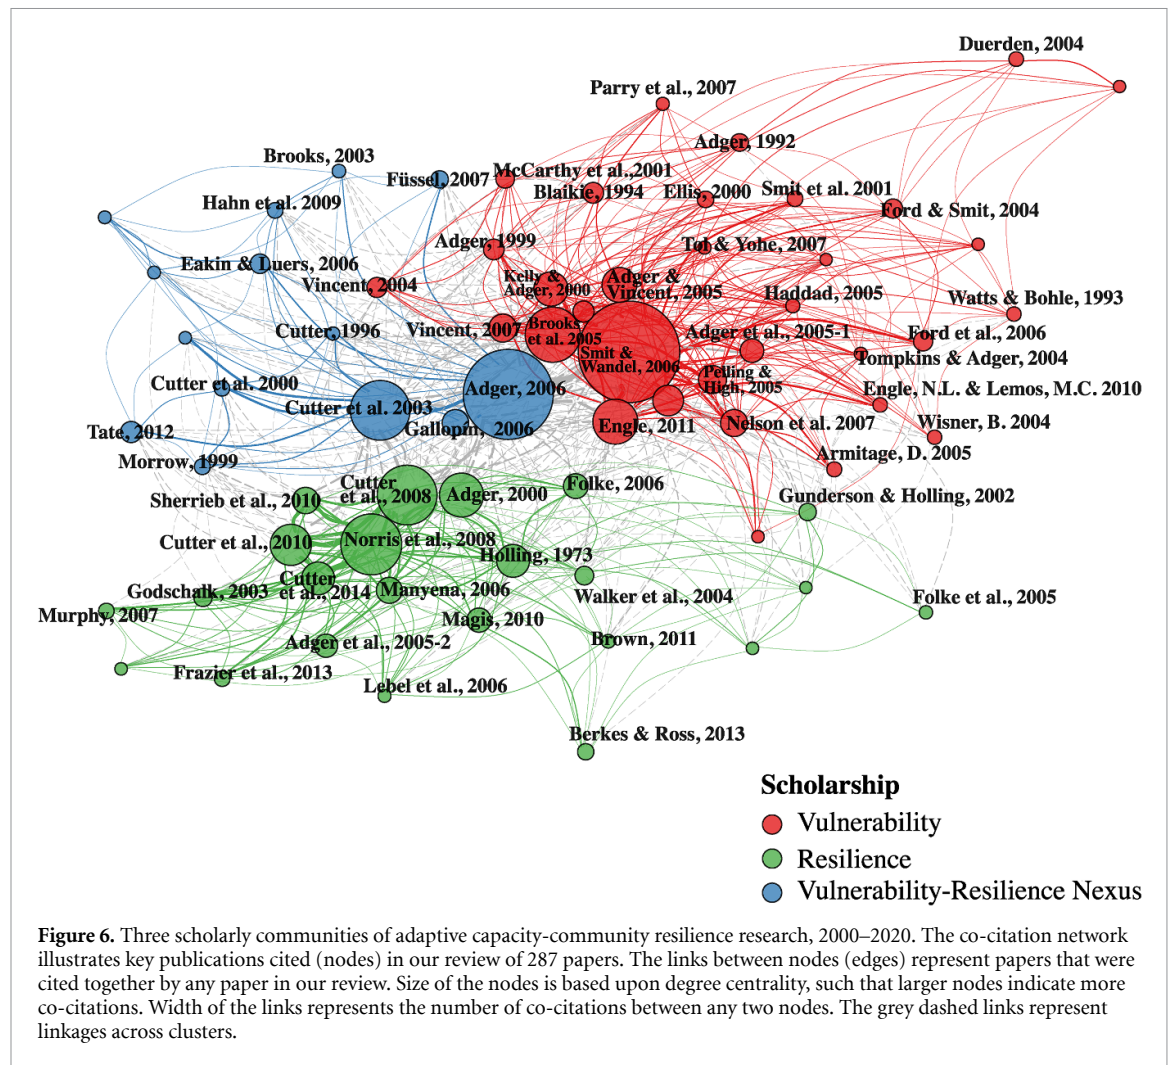 Duerden, 2004
Parry et al., 2007
Adger, 1992
Brooks, 2003
McCarthy et al.,2001
Füssel, 2007
Blaikie, 1994
Ellis, 2000
Smit et al. 2001
Hahn et al. 2009
Ford & Smit, 2004
Adger, 1999
Tol & Yohe, 2007
Eakin & Luers, 2006
Vincent, 2004
Kelly &
Adger, 2000
Adger &
Vincent, 2005
Haddad, 2005
Watts & Bohle, 1993
Cutter, 1996
Vincent, 2007
Brooks
et al. 2005
Adger et al., 2005-1
Ford et al., 2006
Smit &
Wandel, 2006
Tompkins & Adger, 2004
Pelling &
High, 2005
Cutter et al. 2000
Adger, 2006
Engle, N.L. & Lemos, M.C. 2010
Cutter et al. 2003
Gallopin, 2006
Engle, 2011
Nelson et al. 2007
Wisner, B. 2004
Tate, 2012
Morrow, 1999
Armitage, D. 2005
Cutter
et al., 2008
Adger, 2000
Folke, 2006
Gunderson & Holling, 2002
Sherrieb et al., 2010
Cutter et al., 2010
Norris et al., 2008
Holling, 1973
Cutter
et al., 2014
Godschalk, 2003
Manyena, 2006
Walker et al., 2004
Folke et al., 2005
Murphy, 2007
Magis, 2010
Adger et al., 2005-2
Brown, 2011
Frazier et al., 2013
Lebel et al., 2006
Berkes & Ross, 2013
Scholarship
Vulnerability
Resilience
Vulnerability-Resilience Nexus
Figure 6. Three scholarly communities of adaptive capacity-community resilience research, 2000–2020. The co-citation network
illustrates key publications cited (nodes) in our review of 287 papers. The links between nodes (edges) represent papers that were
cited together by any paper in our review. Size of the nodes is based upon degree centrality, such that larger nodes indicate more
co-citations. Width of the links represents the number of co-citations between any two nodes. The grey dashed links represent
linkages across clusters.